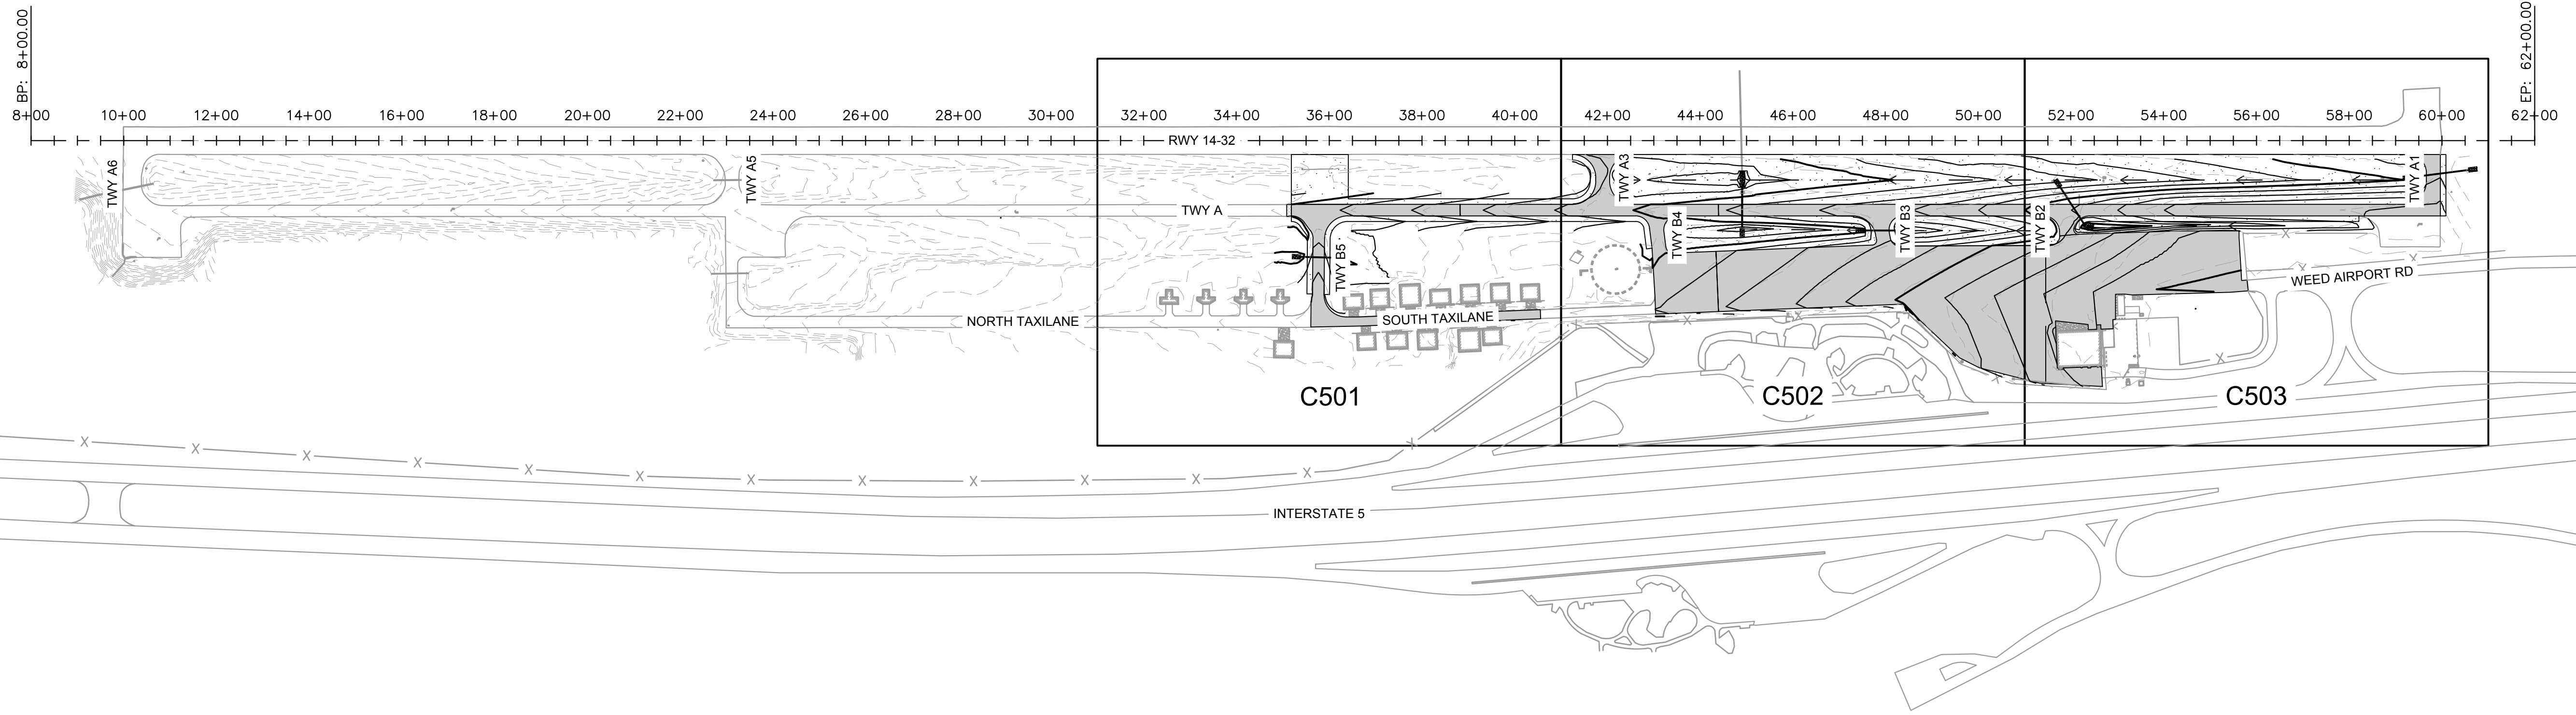 BP: 8+00.00
EP: 62+00.00
8+00
10+00
12+00
14+00
16+00
18+00
20+00
22+00
24+00
26+00
28+00
30+00
32+00
34+00
36+00
38+00
40+00
42+00
44+00
46+00
48+00
50+00
52+00
54+00
56+00
58+00
60+00
62+00
RWY 14-32
TWY A6
TWY A5
TWY A3
TWY A1
TWY A
TWY B5
TWY B4
TWY B3
TWY B2
WEED AIRPORT RD
NORTH TAXILANE
SOUTH TAXILANE
C501
C502
C503
INTERSTATE 5